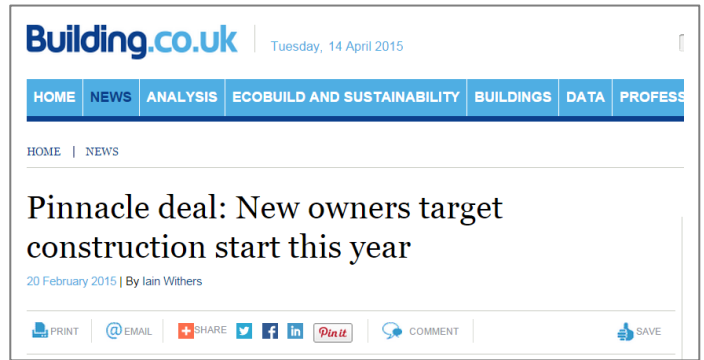 Building.co.uk Tuesday, 14 April 2015
HOME NEWS ANALYSIS ECOBUILD AND SUSTAINABILITY BUILDINGS DATA PROFESS
HOME | NEWS
Pinnacle deal: New owners target
construction start this year
20 February 2015 | By Iain Withers
PRINT @ EMAIL SHARE f in Pin it COMMENT SAVE